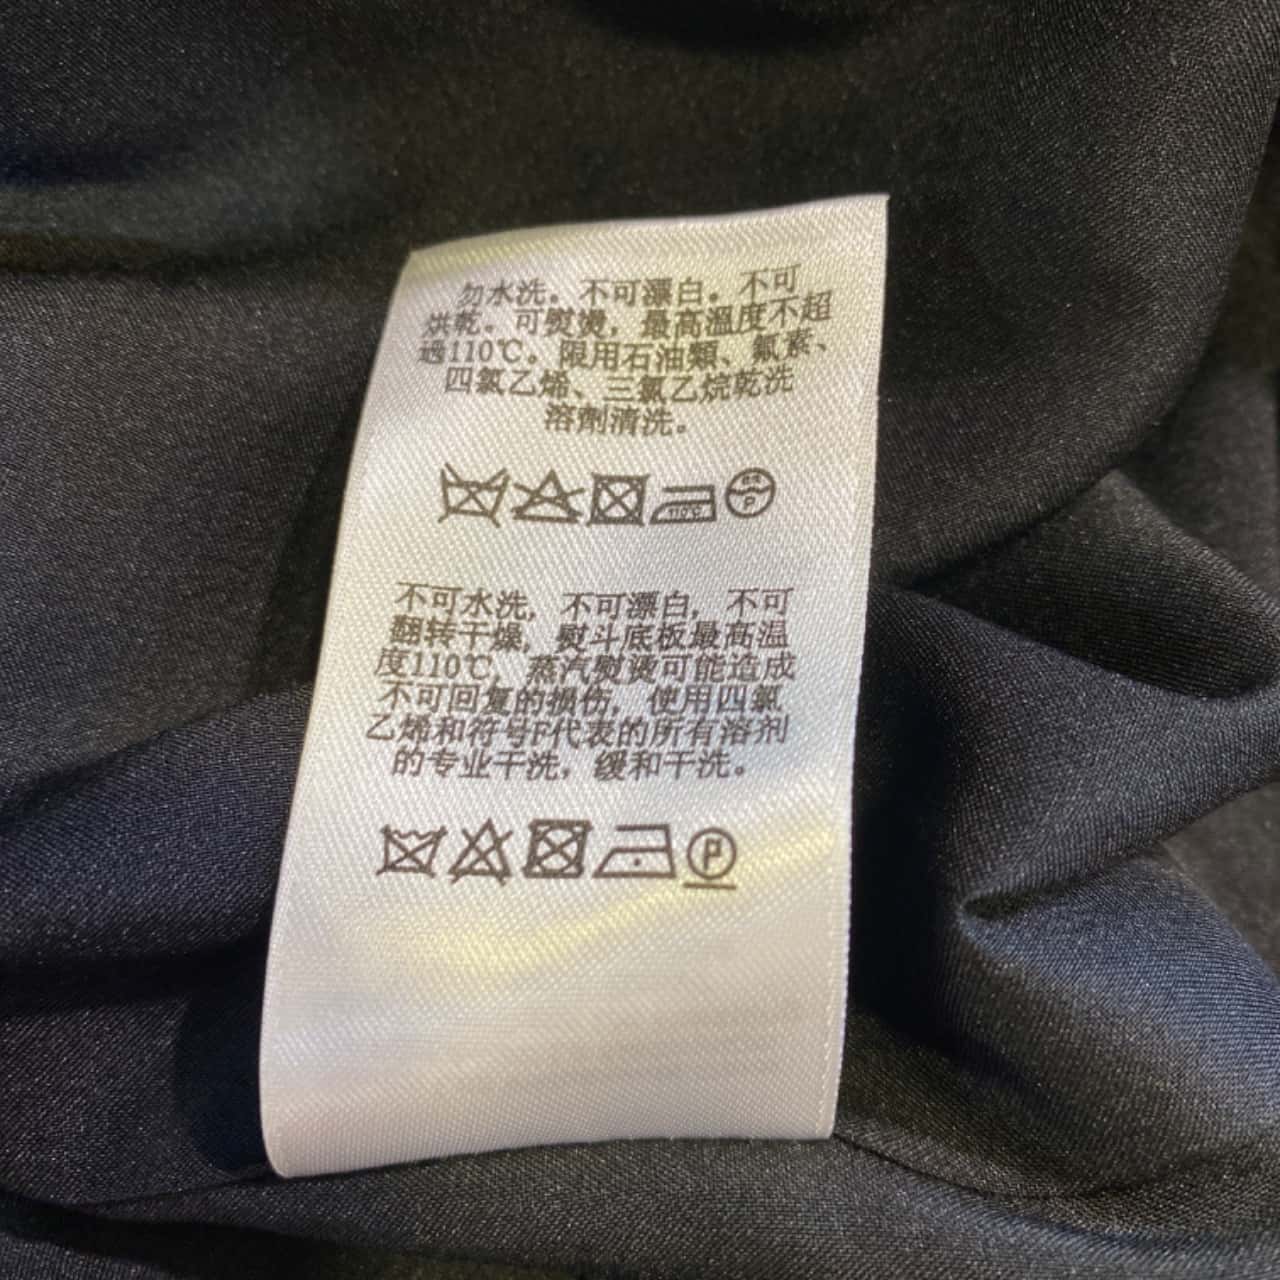 勿水洗。不可漂白。不可
烘乾。可熨燙，最高溫度不超
過110℃。限用石油類、氟素、
四氯乙烯、三氯乙烷乾洗
溶劑清洗。
110℃
P
不可水洗，不可漂白，不可
翻转干燥，熨斗底板最高温
度110℃，蒸汽熨烫可能造成
不可回复的损伤，使用四氯
乙烯和符号F代表的所有溶剂
的专业干洗，缓和干洗。
P